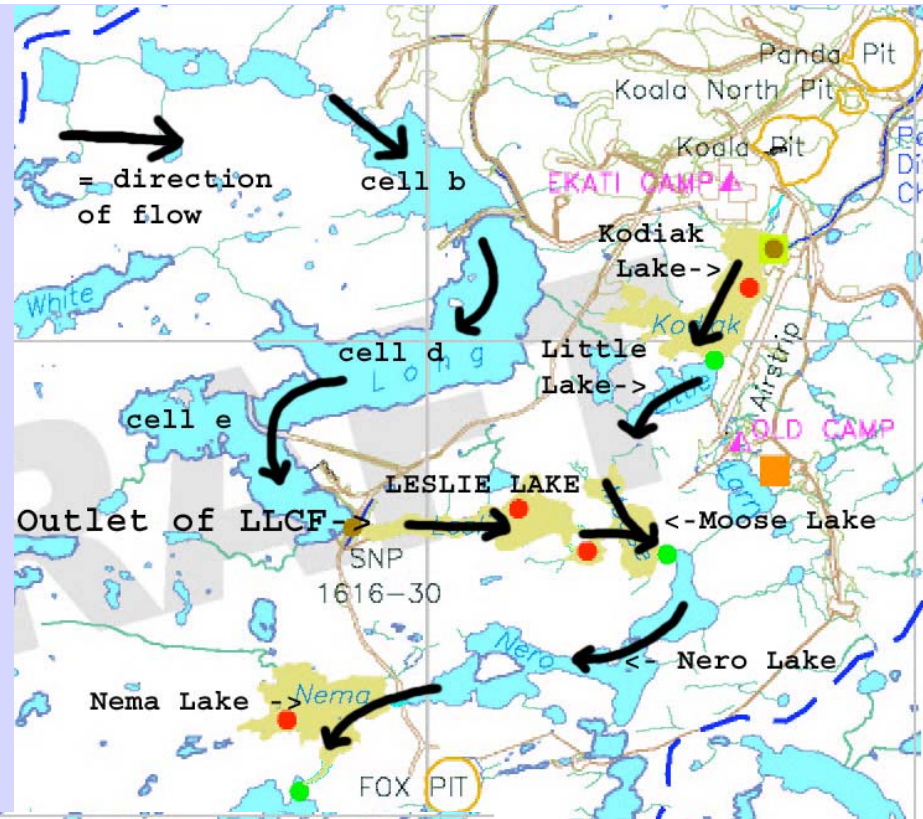 Panda Pit
Koala North Pit
Koala Pit
EKATI CAMP
= direction
of flow
cell b
Kodiak
Lake->
White
Kodiak
cell d
Long
Little
Lake->
Little
Airstrip
cell e
OLD CAMP
LESLIE LAKE
Outlet of LLCF->
<-Moose Lake
SNP
1616-30
Nero
<- Nero Lake
Nema Lake ->
Nema
FOX PIT
DRAFT